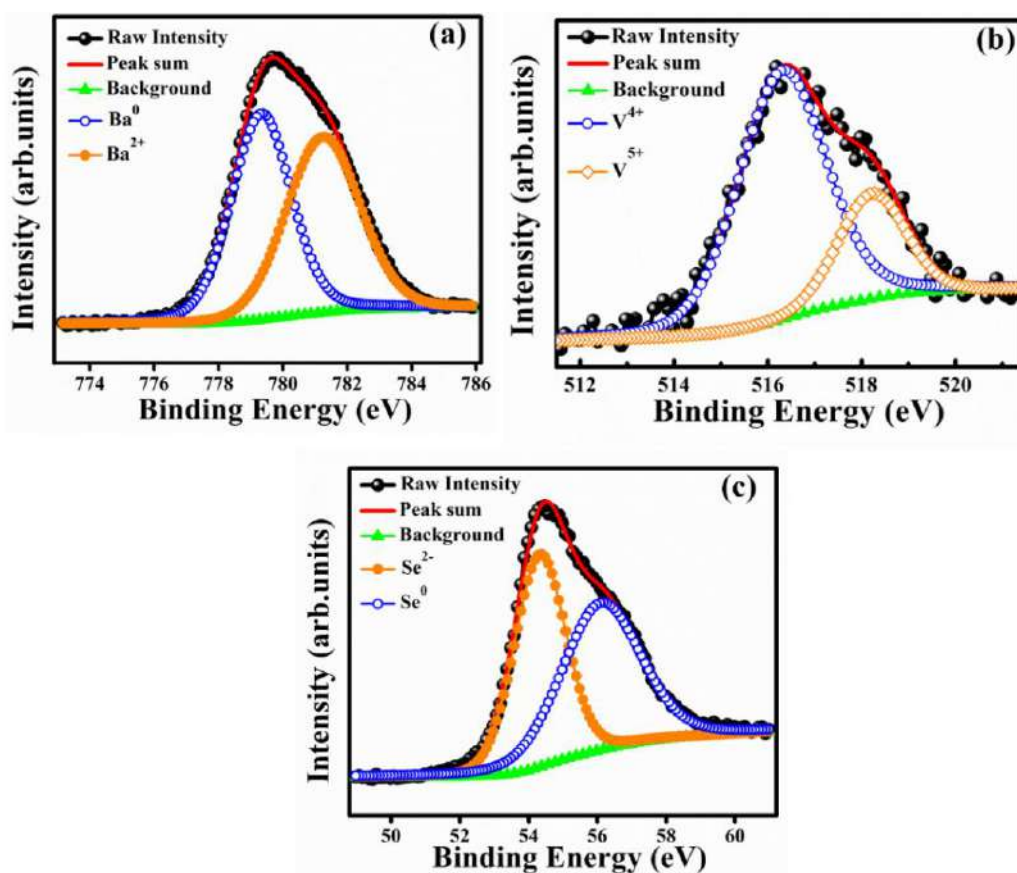 (a)
Raw Intensity
Peak sum
Background
Ba⁰
Ba²⁺
Intensity (arb.units)
774 776 778 780 782 784 786
Binding Energy (eV)
(b)
Raw Intensity
Peak sum
Background
V⁴⁺
V⁵⁺
Intensity (arb.units)
512 514 516 518 520
Binding Energy (eV)
(c)
Raw Intensity
Peak sum
Background
Se²⁻
Se⁰
Intensity (arb.units)
50 52 54 56 58 60
Binding Energy (eV)